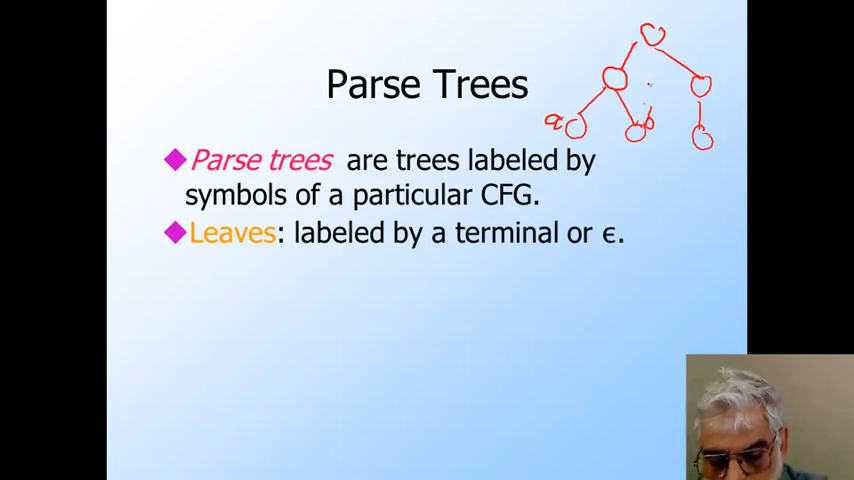 Parse Trees
a
b
Parse trees are trees labeled by
symbols of a particular CFG.
Leaves: labeled by a terminal or ϵ.